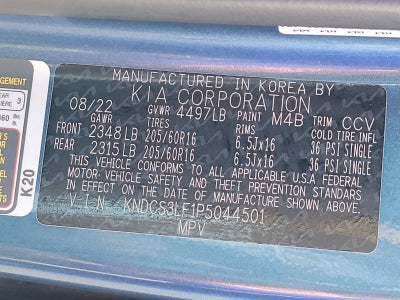 MANUFACTURED IN KOREA BY
KIA CORPORATION
08/22 GVWR 4497LB PAINT M4B TRIM CCV
GAWR TIRES RIMS COLD TIRE INFL
FRONT 2348LB 205/60R16 6.5Jx16 36 PSI SINGLE
REAR 2315LB 205/60R16 6.5Jx16 36 PSI SINGLE
THIS VEHICLE CONFORMS TO ALL APPLICABLE U.S.A FEDERAL
MOTOR VEHICLE SAFETY AND THEFT PREVENTION STANDARDS
IN EFFECT ON THE DATE OF MANUFACTURE SHOWN ABOVE.
V I N : KNDCS3LF1P5044501
MPV
K20
3